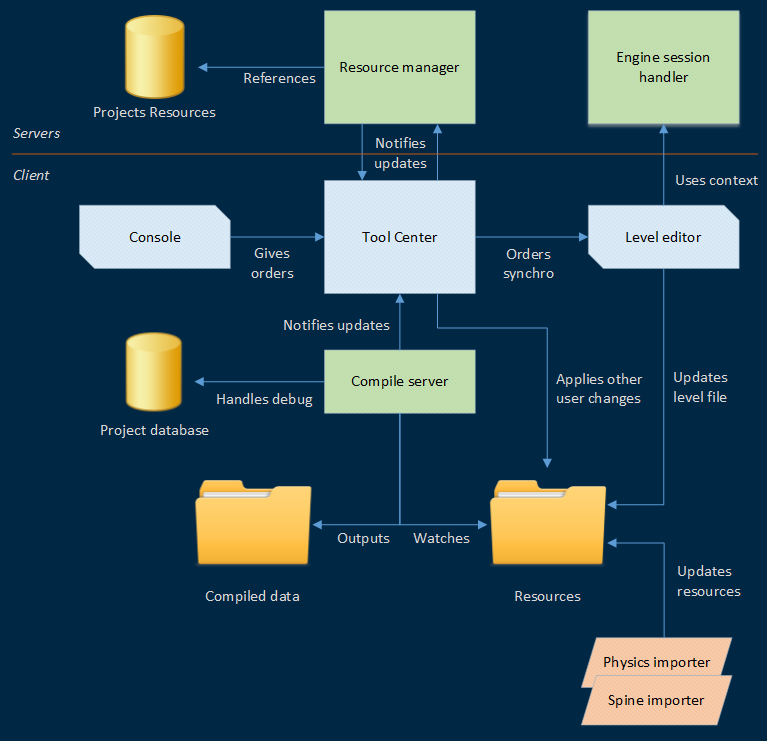 Resource manager
Engine session
handler
References
Projects Resources
Servers
Notifies
updates
Client
Uses context
Console
Gives
orders
Tool Center
Orders
synchro
Level editor
Notifies updates
Compile server
Handles debug
Project database
Applies other
user changes
Updates
level file
Outputs
Watches
Compiled data
Resources
Updates
resources
Physics importer
Spine importer